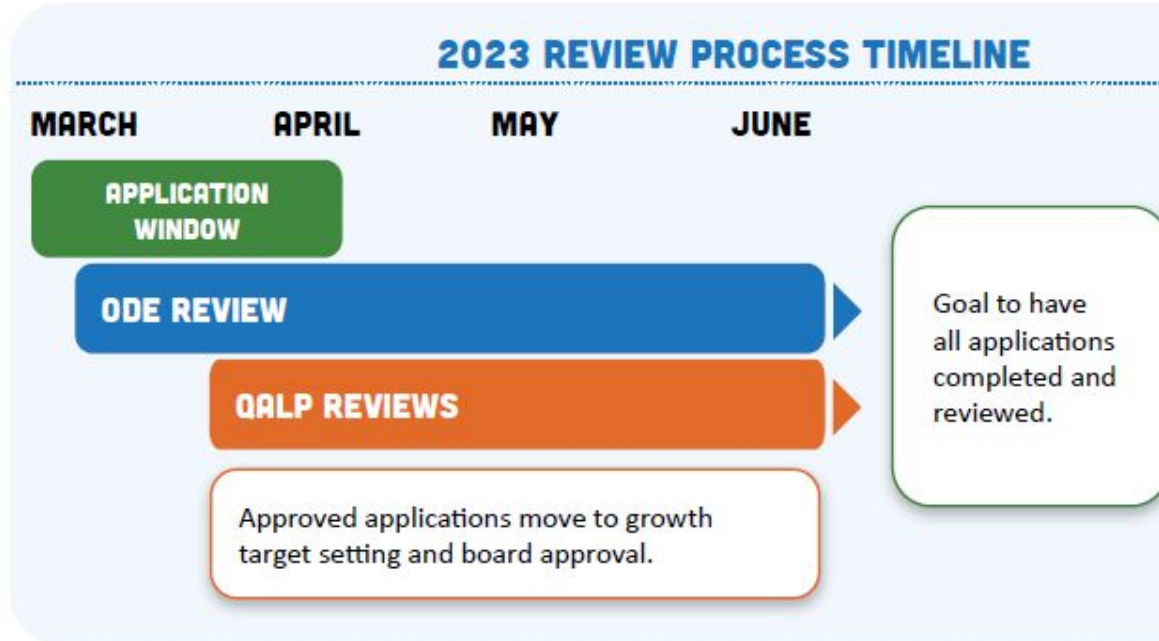 2023 REVIEW PROCESS TIMELINE
MARCH APRIL MAY JUNE
APPLICATION
WINDOW
ODE REVIEW
QALP REVIEWS
Approved applications move to growth
target setting and board approval.
Goal to have
all applications
completed and
reviewed.